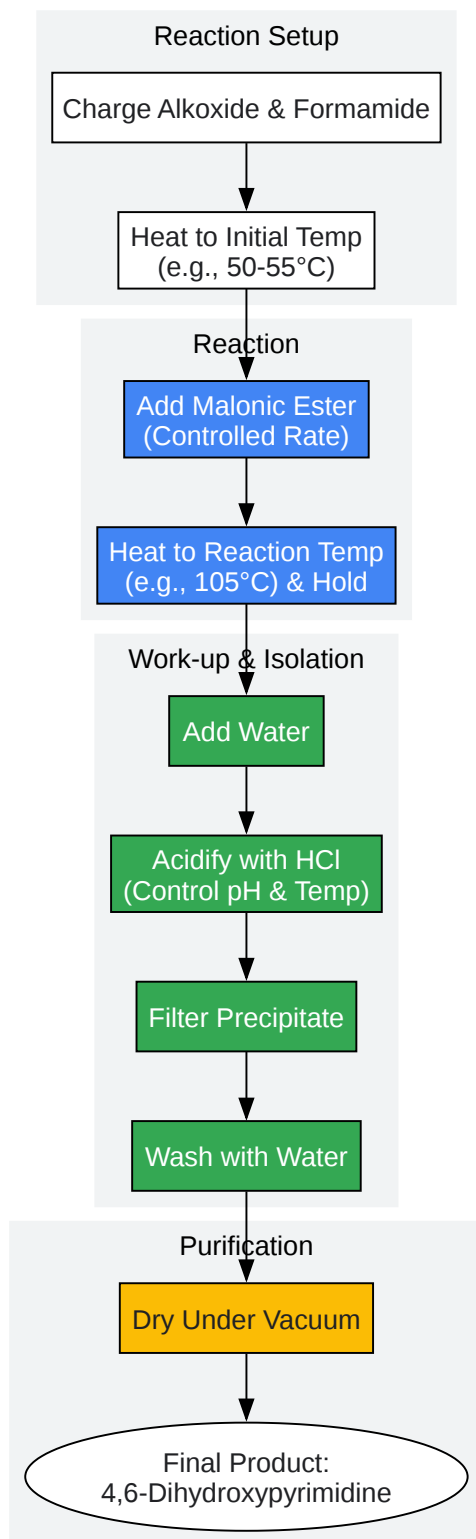 Reaction Setup
Charge Alkoxide & Formamide
Heat to Initial Temp
(e.g., 50-55°C)
Reaction
Add Malonic Ester
(Controlled Rate)
Heat to Reaction Temp
(e.g., 105°C) & Hold
Work-up & Isolation
Add Water
Acidify with HCl
(Control pH & Temp)
Filter Precipitate
Wash with Water
Purification
Dry Under Vacuum
Final Product:
4,6-Dihydroxypyrimidine